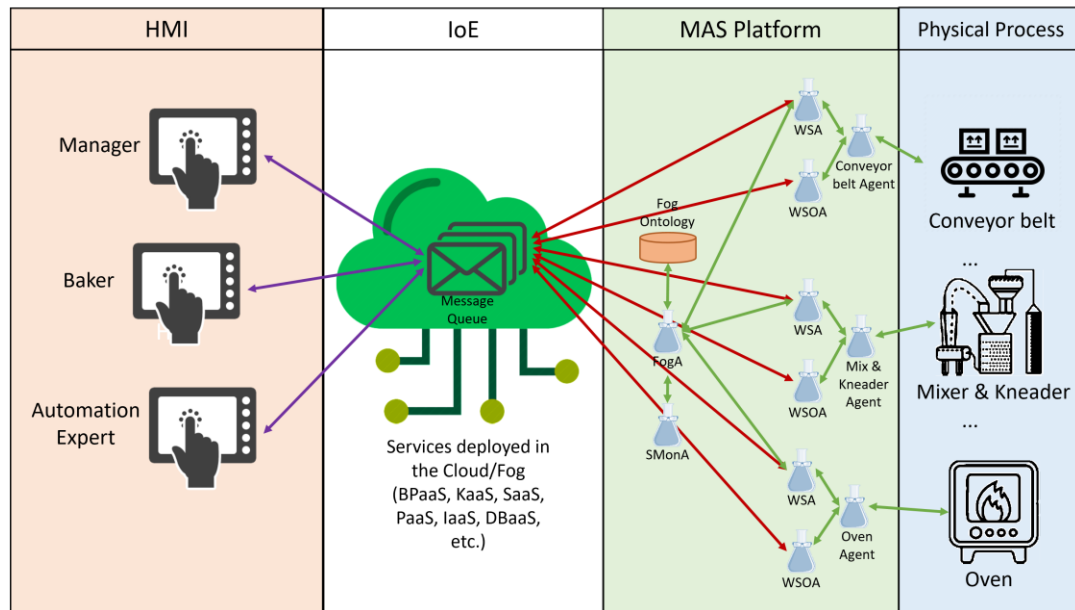 HMI
IoE
MAS Platform
Physical Process
Manager
Baker
Automation
Expert
Message
Queue
Services deployed in
the Cloud/Fog
(BPaaS, KaaS, SaaS,
PaaS, IaaS, DBaaS,
etc.)
Fog
Ontology
FogA
SMonA
WSA
WSOA
Conveyor
belt Agent
WSA
WSOA
Mix &
Kneader
Agent
WSA
WSOA
Oven
Agent
Conveyor belt
...
Mixer & Kneader
...
Oven